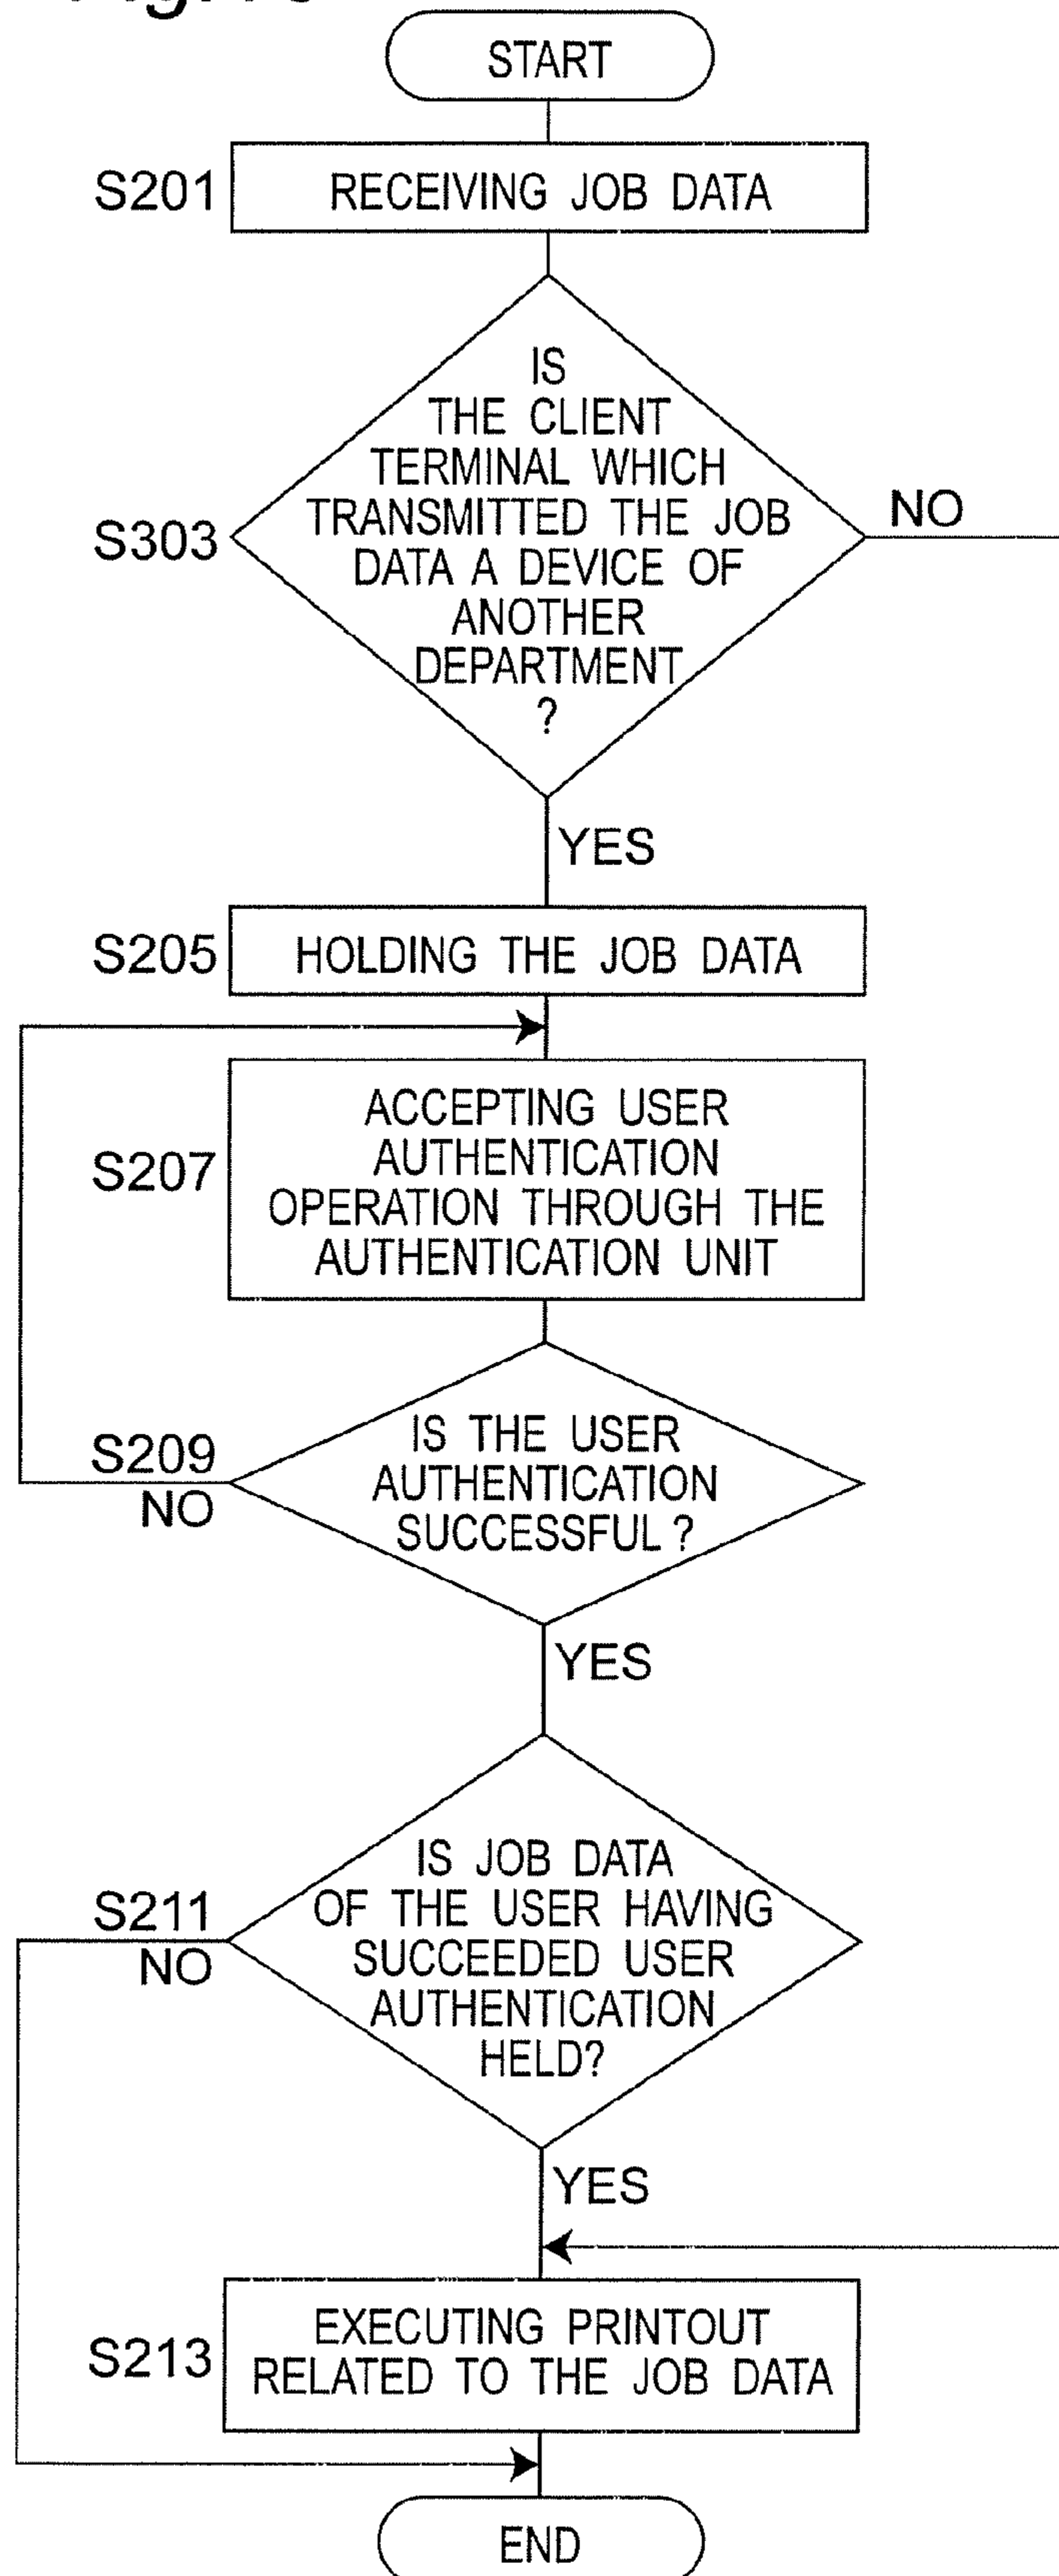 START
S201
RECEIVING JOB DATA
IS
THE CLIENT
TERMINAL WHICH
TRANSMITTED THE JOB
DATA A DEVICE OF
ANOTHER
DEPARTMENT
?
S303
NO
YES
S205
HOLDING THE JOB DATA
S207
ACCEPTING USER
AUTHENTICATION
OPERATION THROUGH THE
AUTHENTICATION UNIT
S209
NO
IS THE USER
AUTHENTICATION
SUCCESSFUL?
YES
S211
NO
IS JOB DATA
OF THE USER HAVING
SUCCEEDED USER
AUTHENTICATION
HELD?
YES
S213
EXECUTING PRINTOUT
RELATED TO THE JOB DATA
END